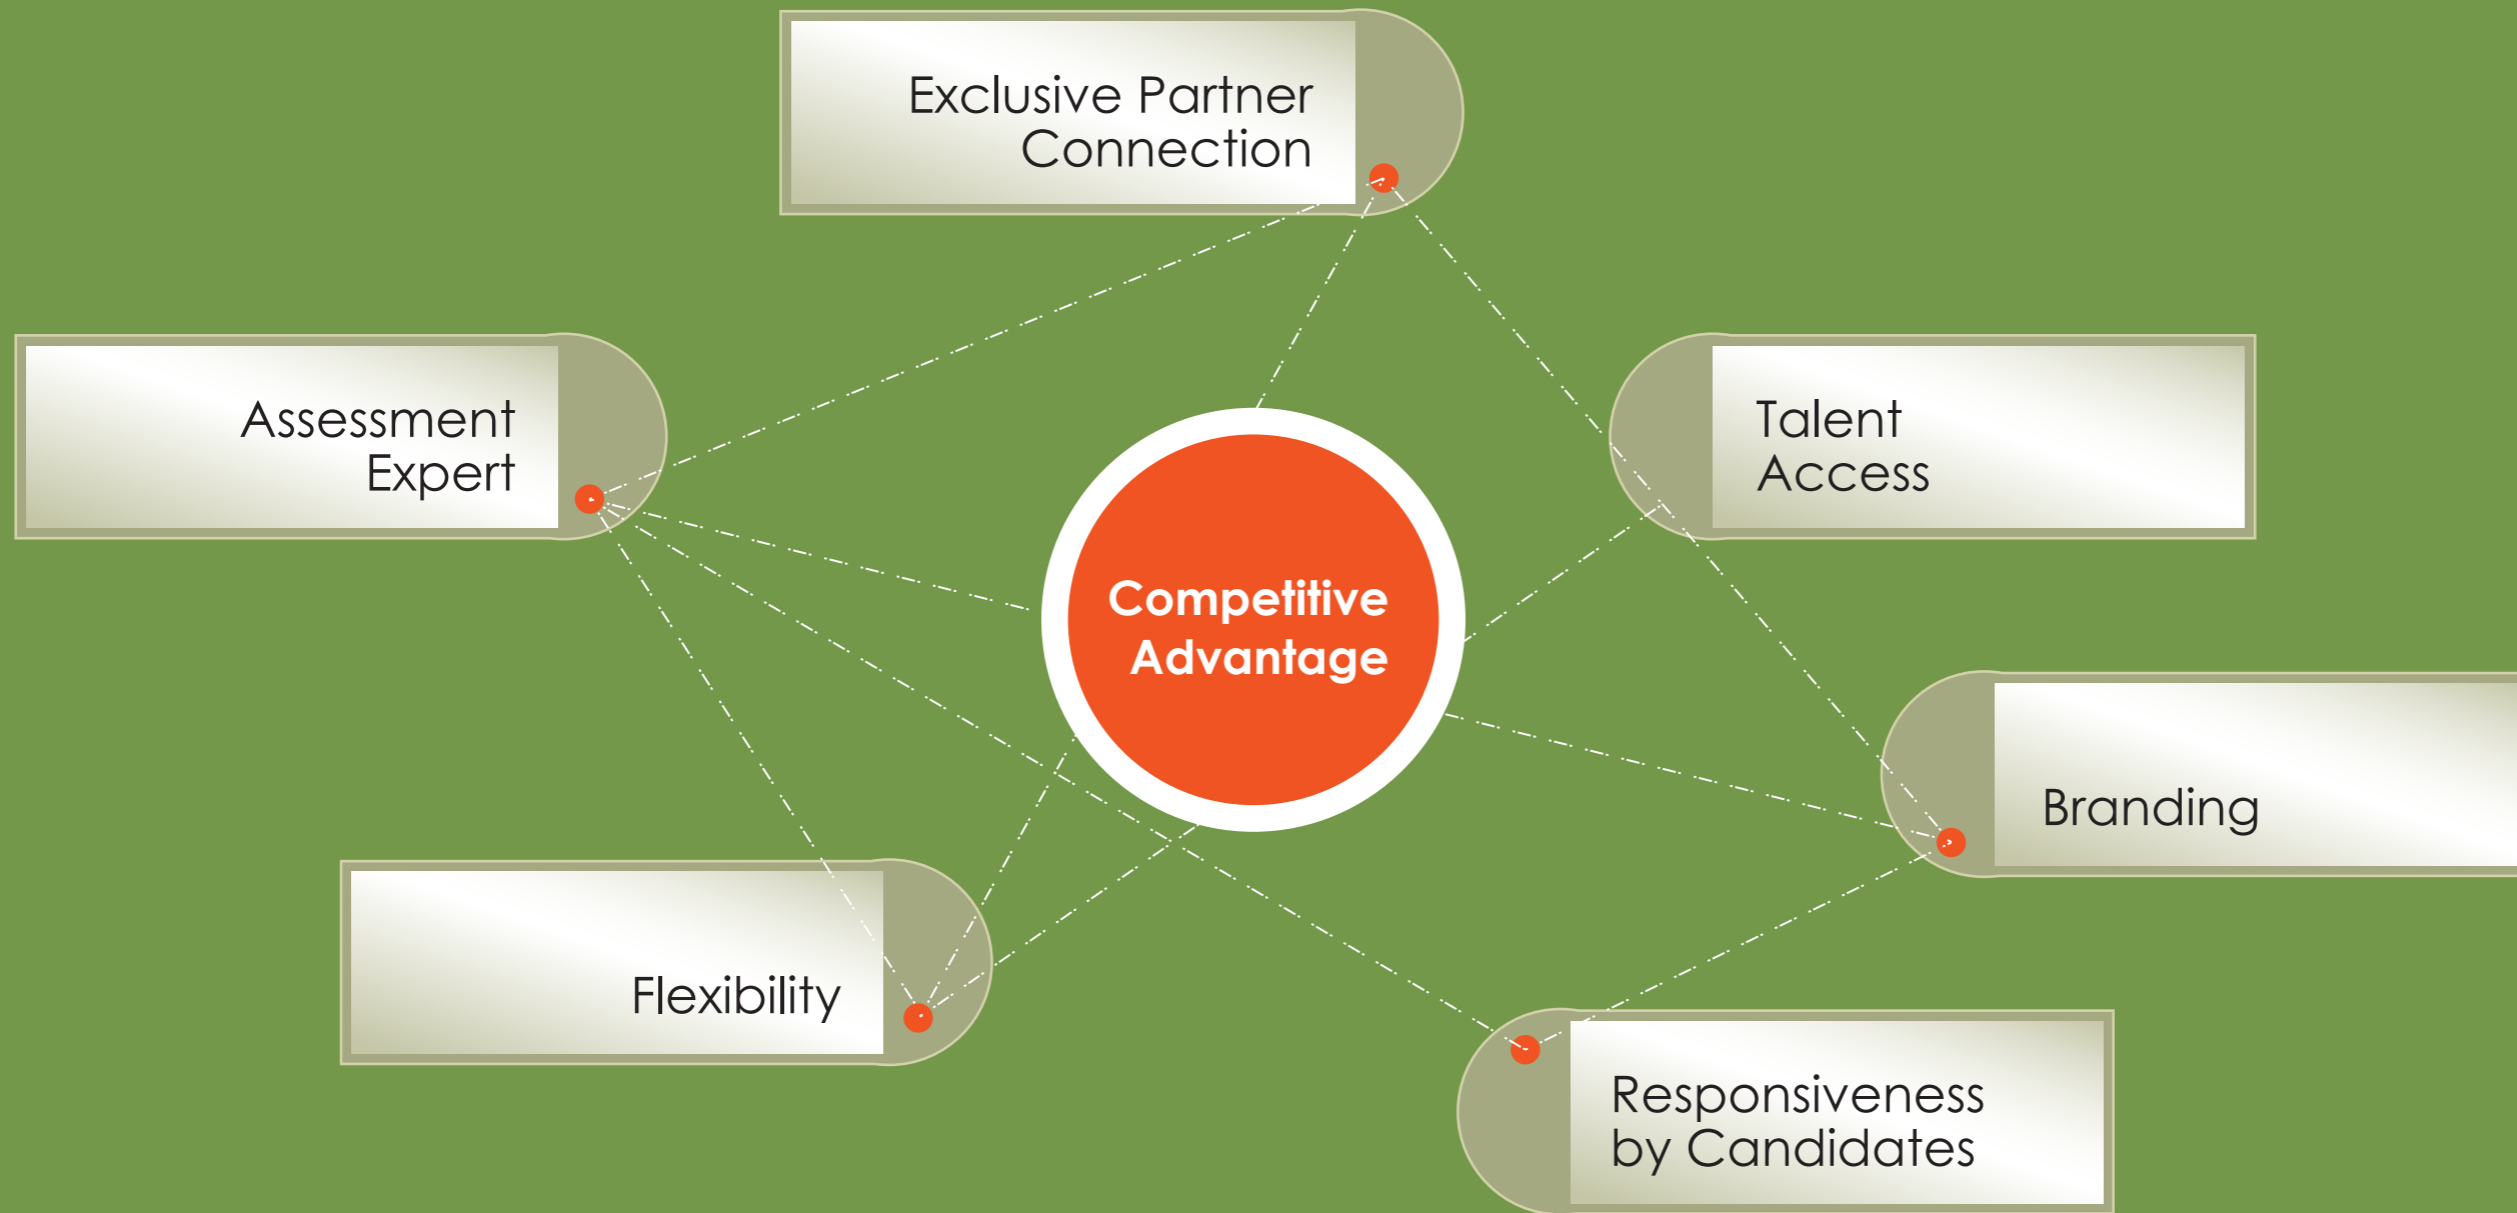 Exclusive Partner
Connection
Assessment
Expert
Talent
Access
Competitive
Advantage
Branding
Flexibility
Responsiveness
by Candidates